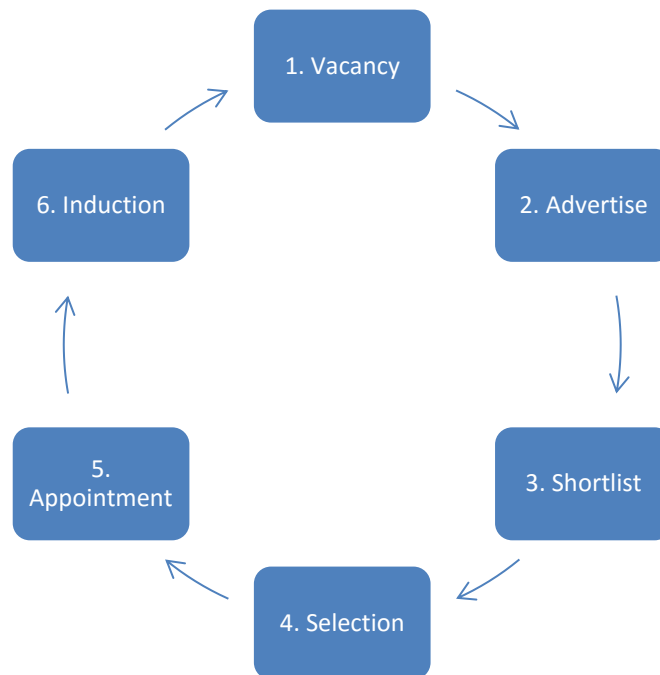 1. Vacancy
2. Advertise
3. Shortlist
4. Selection
5.
Appointment
6. Induction